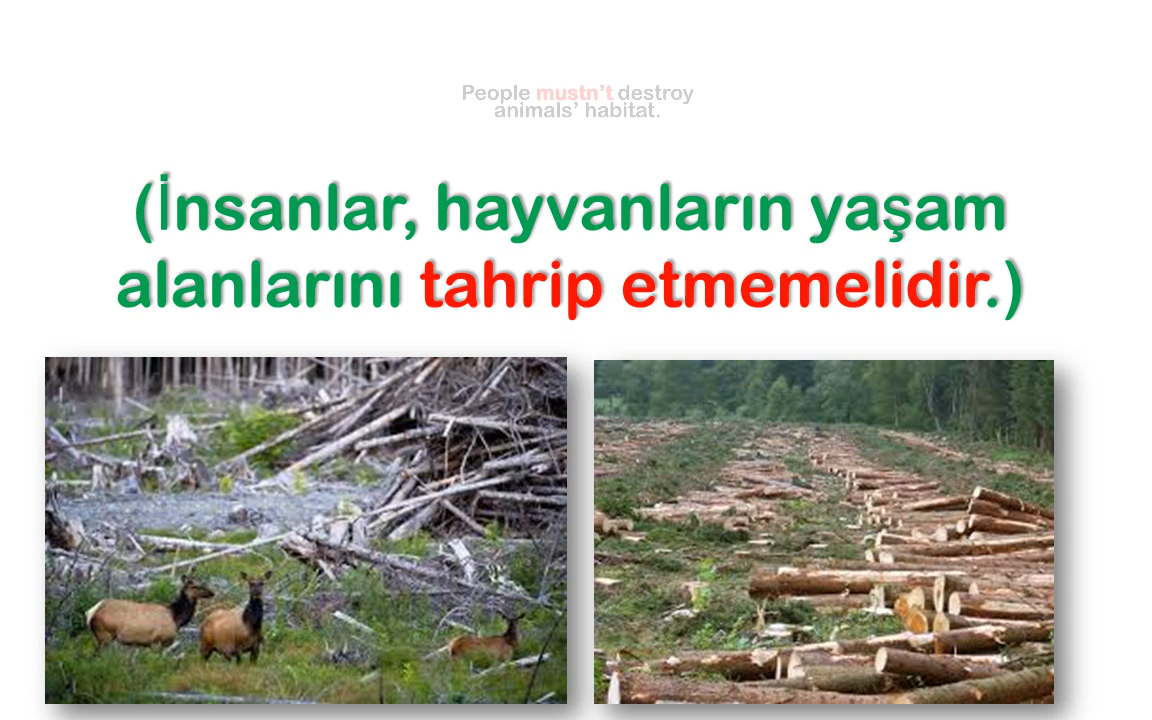 People mustn’t destroy
animals’ habitat.
(İnsanlar, hayvanların yaşam
alanlarını tahrip etmemelidir.)